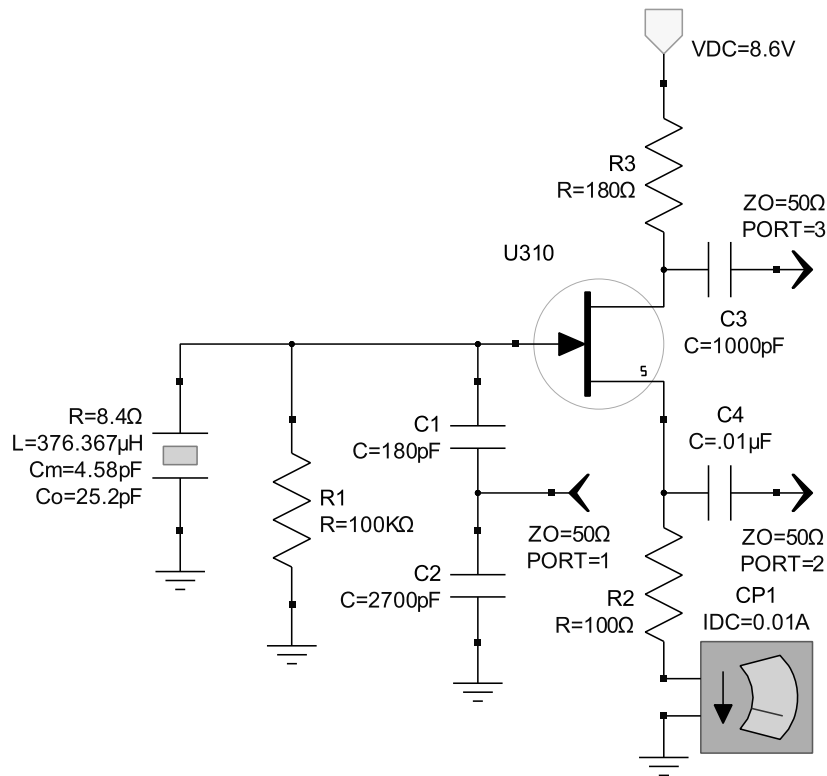 VDC=8.6V
R3
R=180Ω
ZO=50Ω
PORT=3
U310
C3
C=1000pF
S
R=8.4Ω
L=376.367µH
Cm=4.58pF
Co=25.2pF
C1
C=180pF
C4
C=.01µF
R1
R=100KΩ
ZO=50Ω
PORT=1
ZO=50Ω
PORT=2
C2
C=2700pF
R2
R=100Ω
CP1
IDC=0.01A